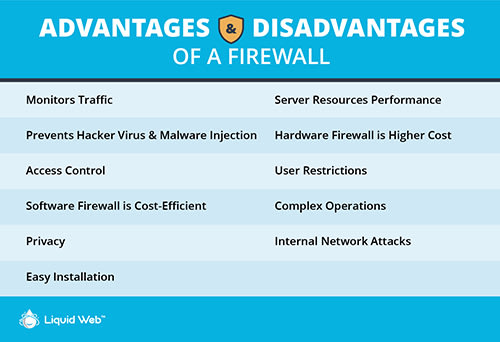 ADVANTAGES & DISADVANTAGES
OF A FIREWALL
Monitors Traffic
Server Resources Performance
Prevents Hacker Virus & Malware Injection
Hardware Firewall is Higher Cost
Access Control
User Restrictions
Software Firewall is Cost-Efficient
Complex Operations
Privacy
Internal Network Attacks
Easy Installation
Liquid Web™